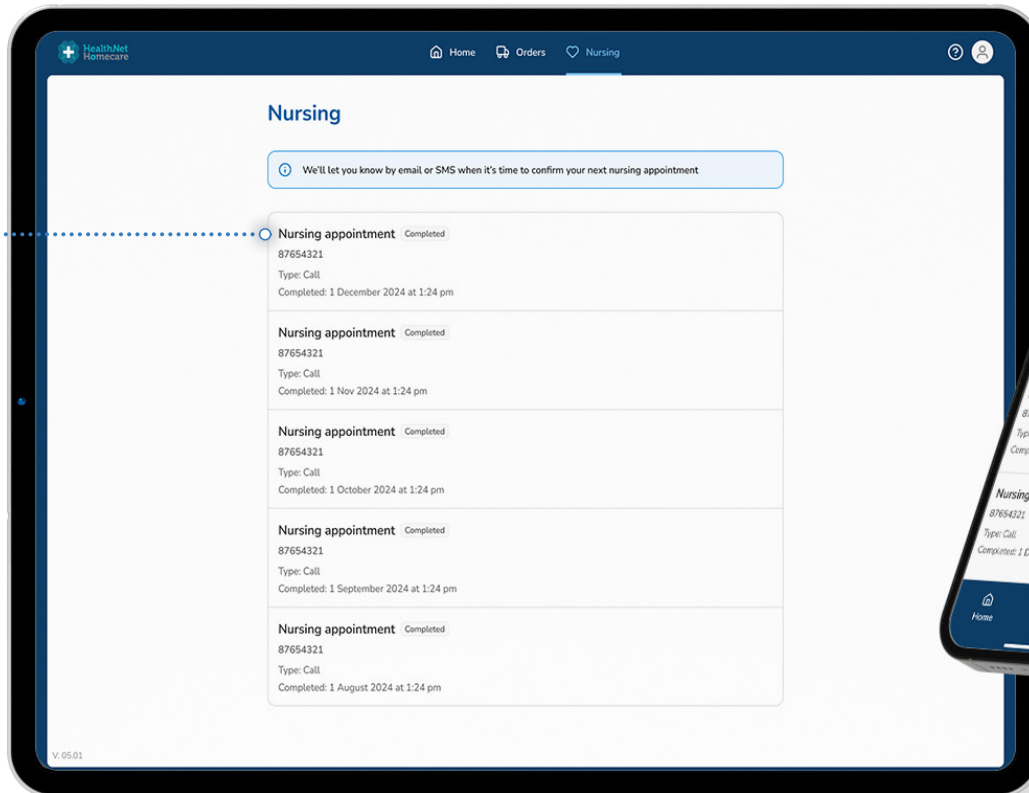 HealthNet
Homecare
Home
Orders
Nursing
Nursing
We'll let you know by email or SMS when it's time to confirm your next nursing appointment
Nursing appointment Completed
87654321
Type: Call
Completed: 1 December 2024 at 1:24 pm
Nursing appointment Completed
87654321
Type: Call
Completed: 1 Nov 2024 at 1:24 pm
Nursing appointment Completed
87654321
Type: Call
Completed: 1 October 2024 at 1:24 pm
Nursing appointment Completed
87654321
Type: Call
Completed: 1 September 2024 at 1:24 pm
Nursing appointment Completed
87654321
Type: Call
Completed: 1 August 2024 at 1:24 pm
V. 05.01
Nursing
87654321
Type: Call
Completed: 1
Home